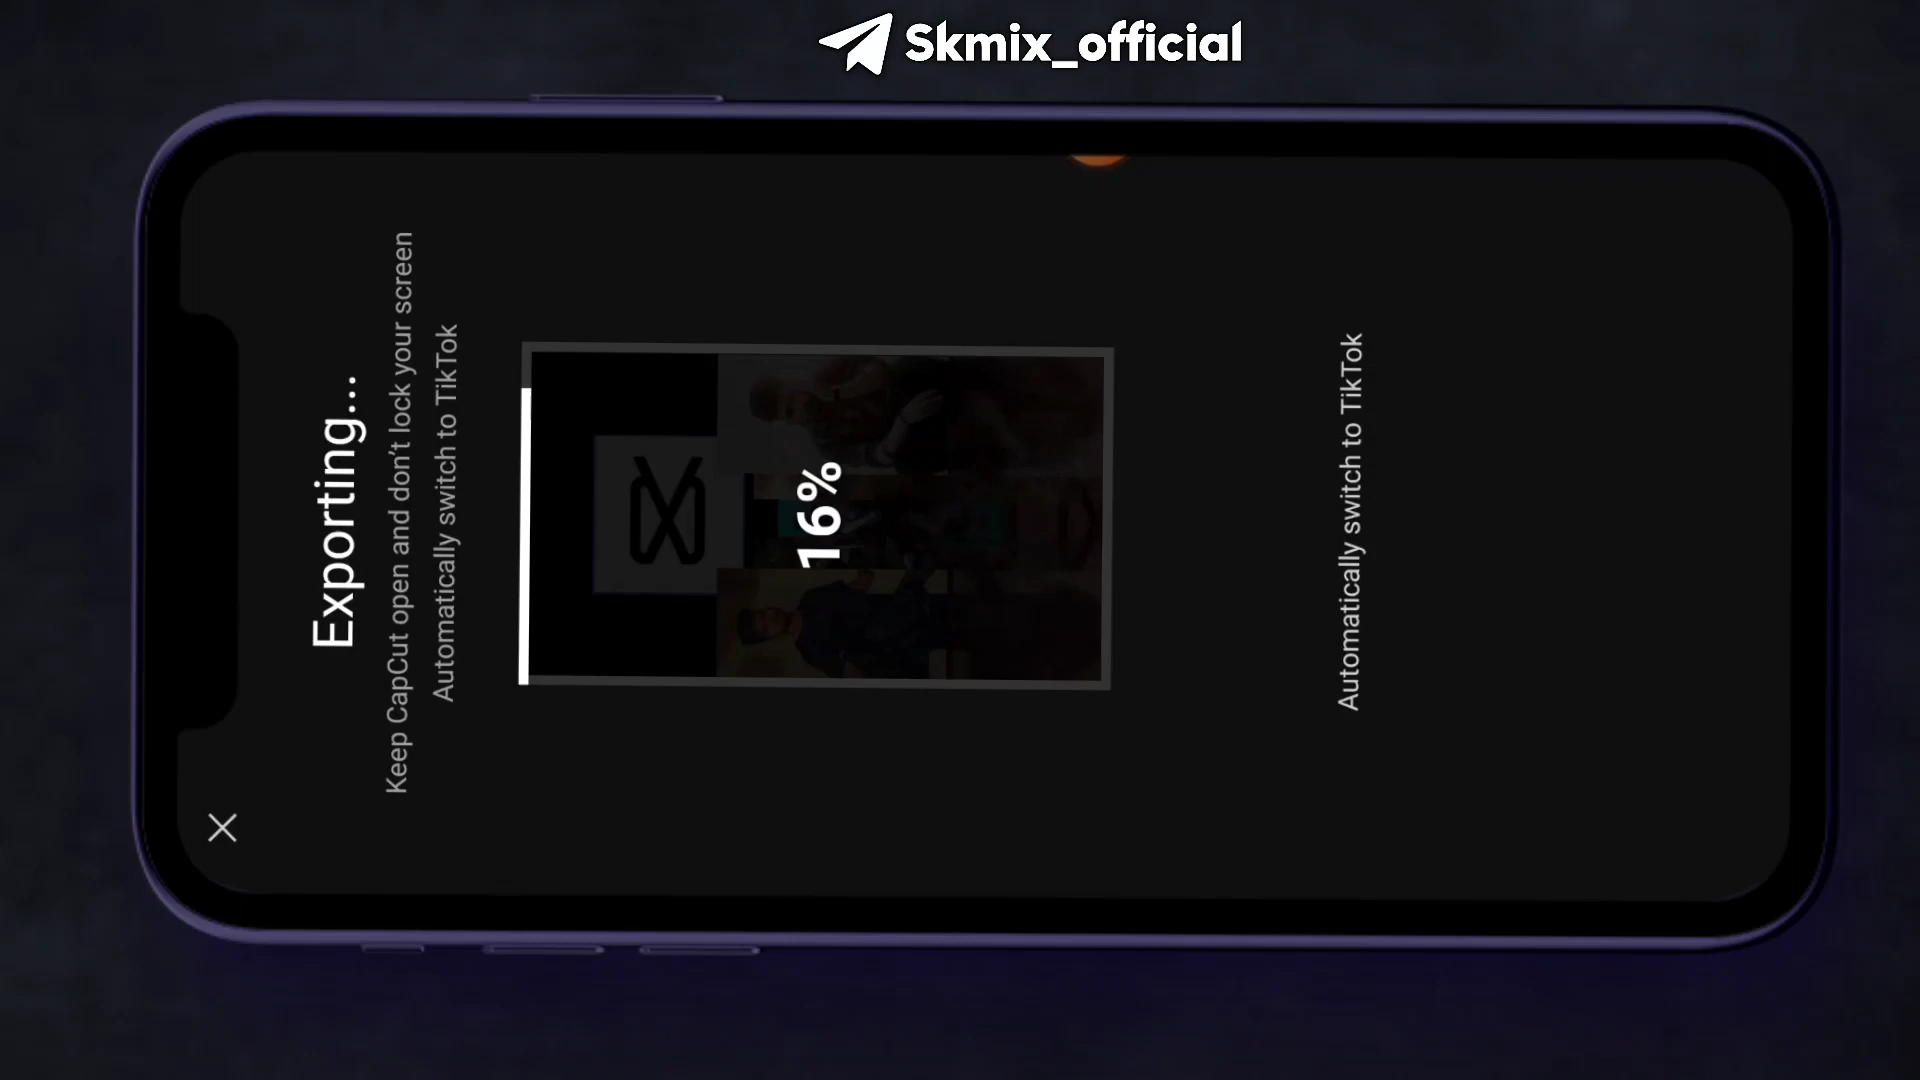 Skmix_official
Exporting...
Keep CapCut open and don't lock your screen
Automatically switch to TikTok
16%
Automatically switch to TikTok